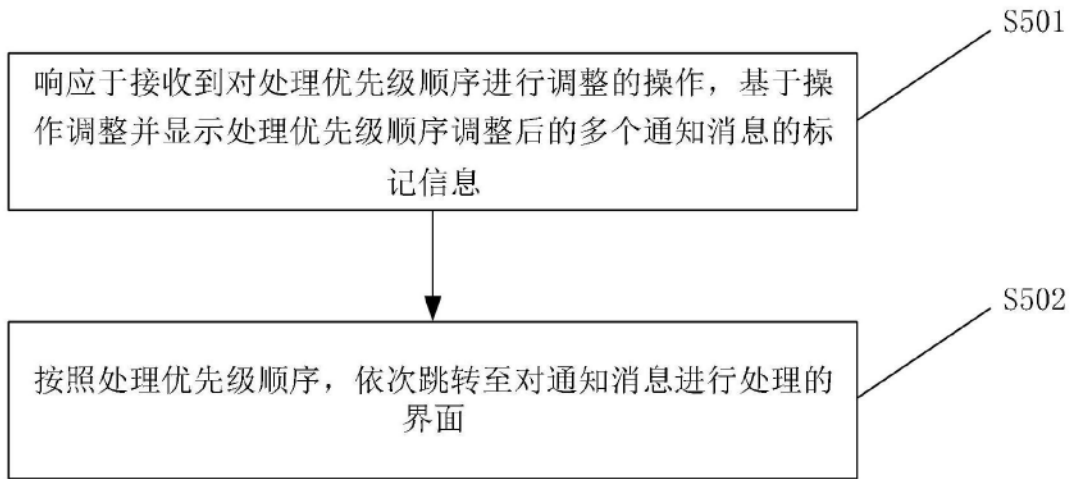 S501
响应于接收到对处理优先级顺序进行调整的操作，基于操
作调整并显示处理优先级顺序调整后的多个通知消息的标
记信息
S502
按照处理优先级顺序，依次跳转至对通知消息进行处理的
界面